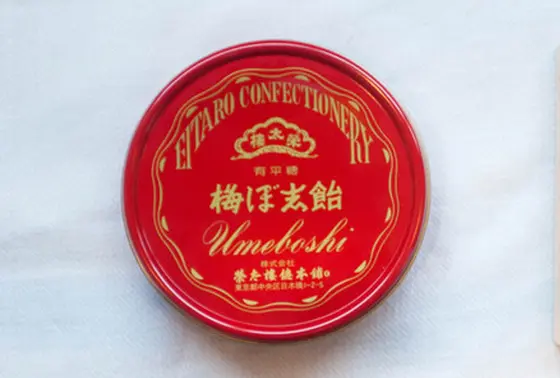 EITARO CONFECTIONERY
樓太榮
有平糖
梅ぼ志飴
Umeboshi
株式会社
榮太樓總本鋪
東京都中央区日本橋1-2-5